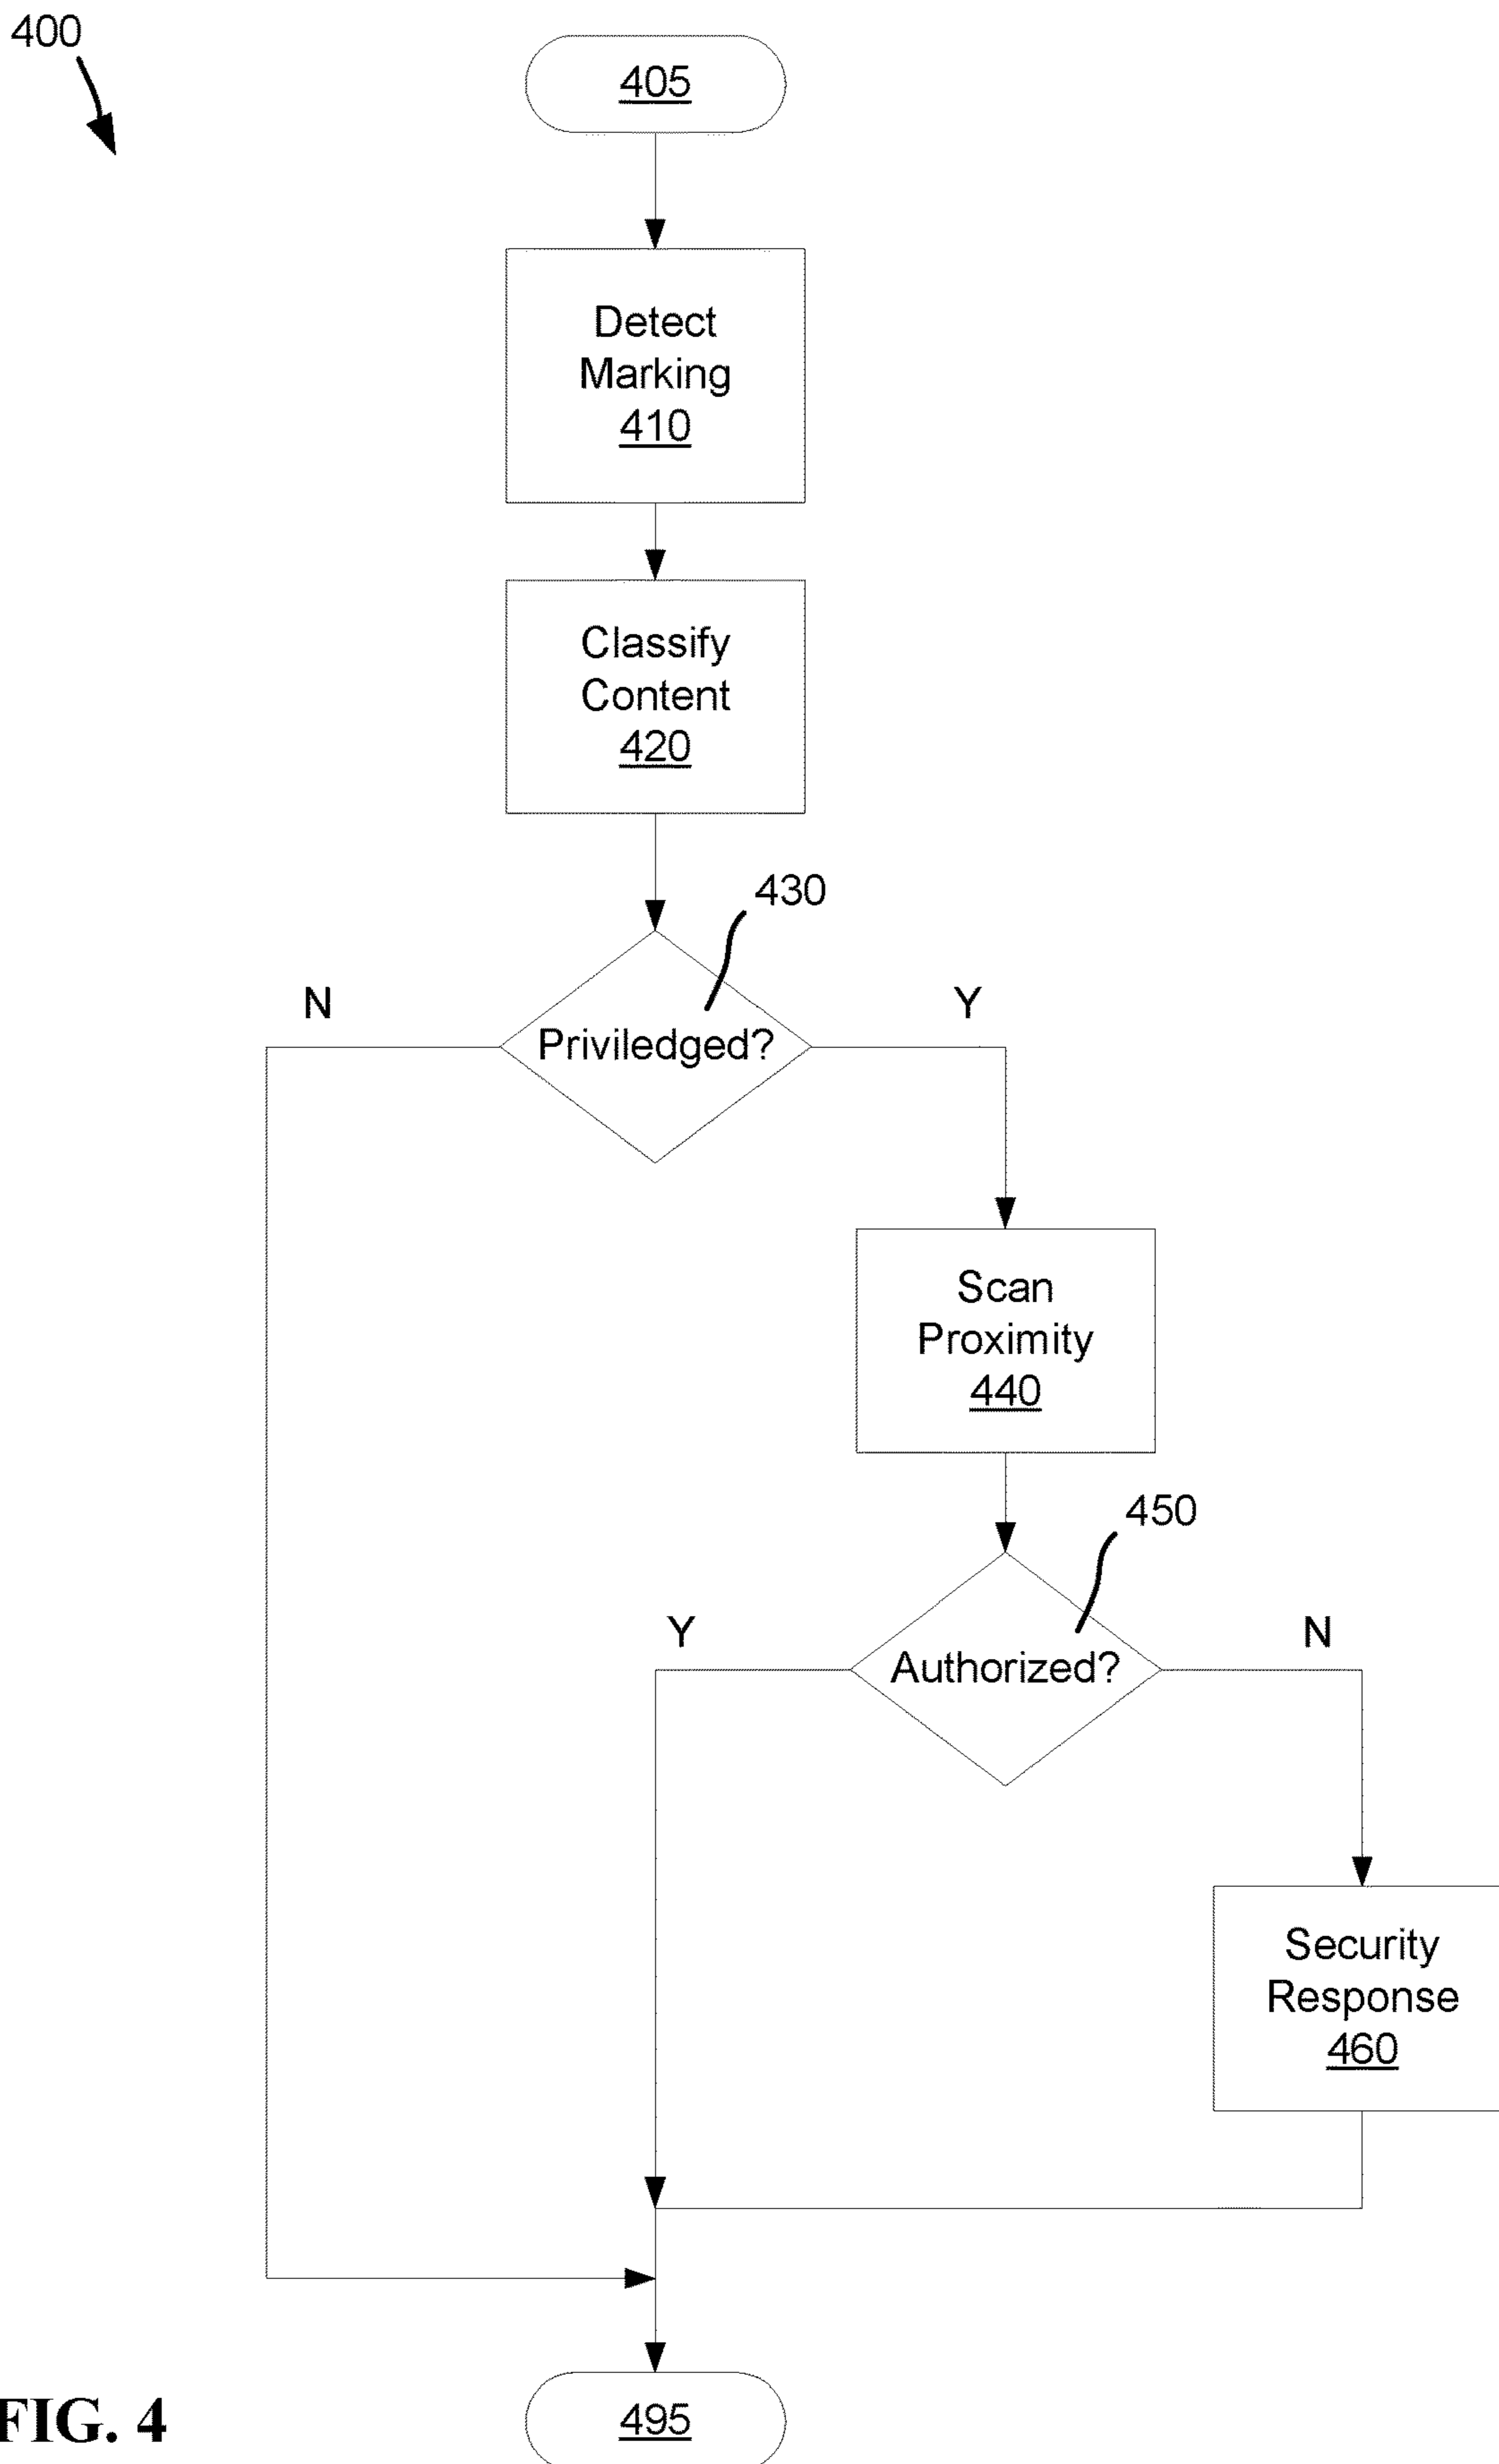 400
405
Detect
Marking
410
Classify
Content
420
430
N
Y
Priviledged?
Scan
Proximity
440
450
Y
N
Authorized?
Security
Response
460
FIG. 4
495